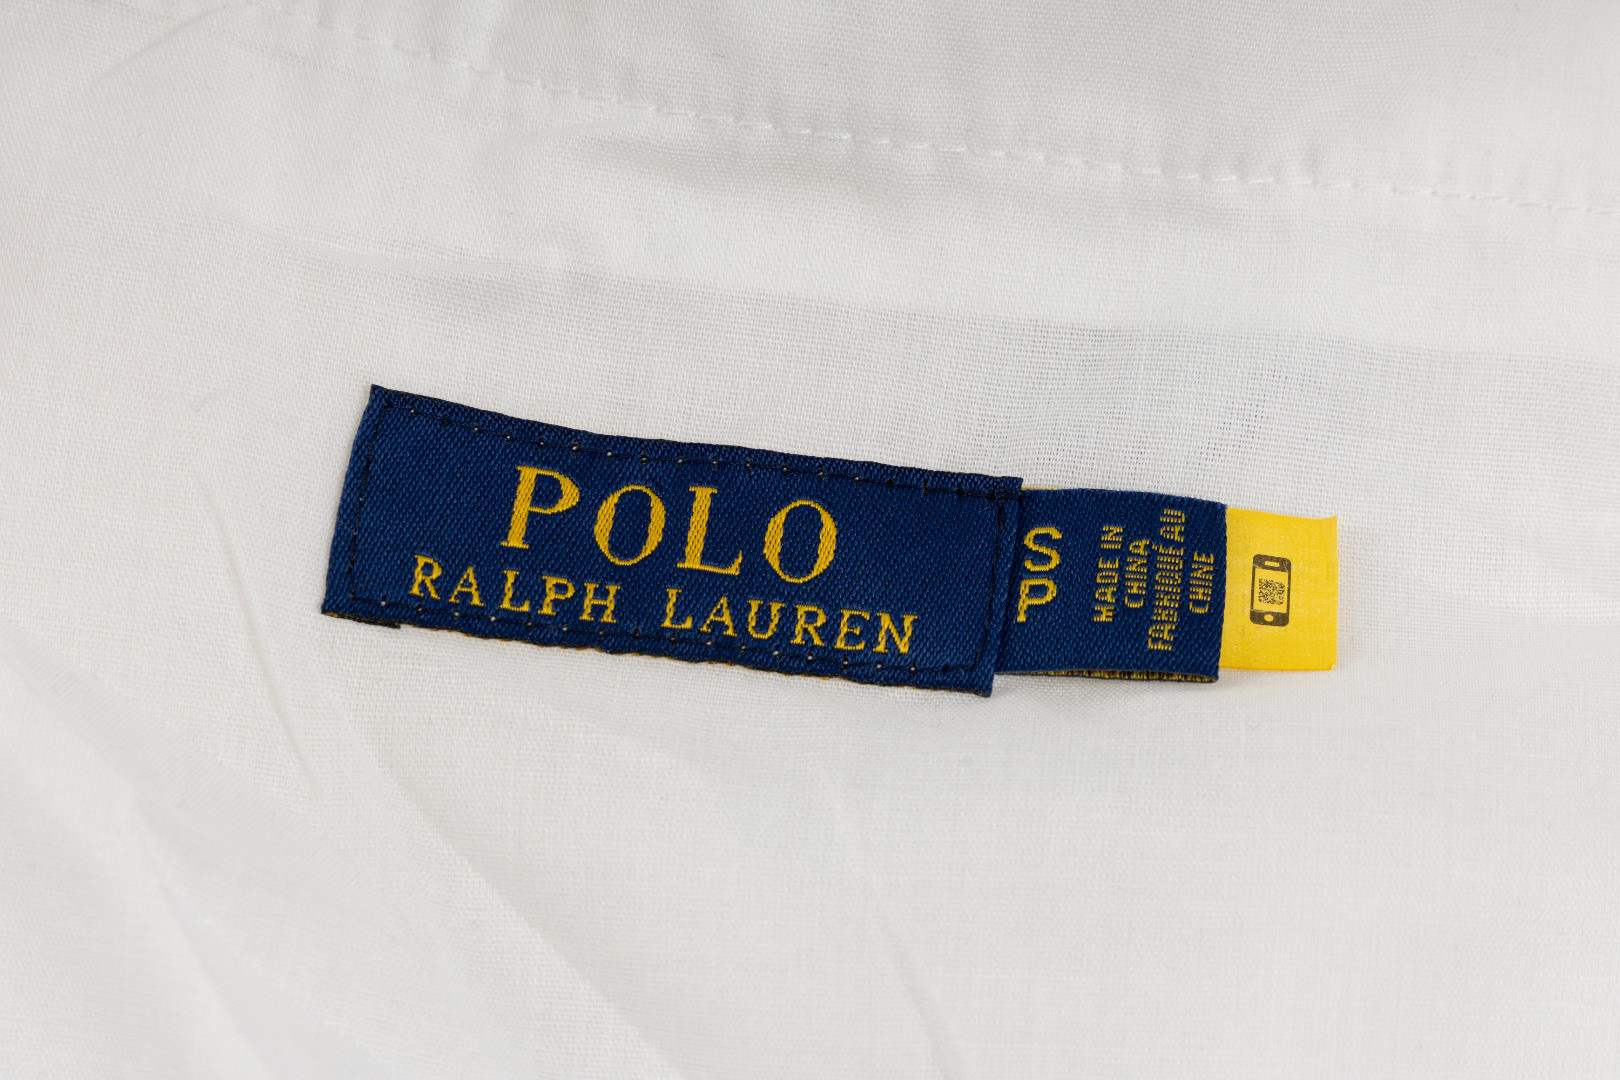 POLO
RALPH LAUREN
S
P
MADE IN
CHINA
FABRIQUÉ AU
CHINE